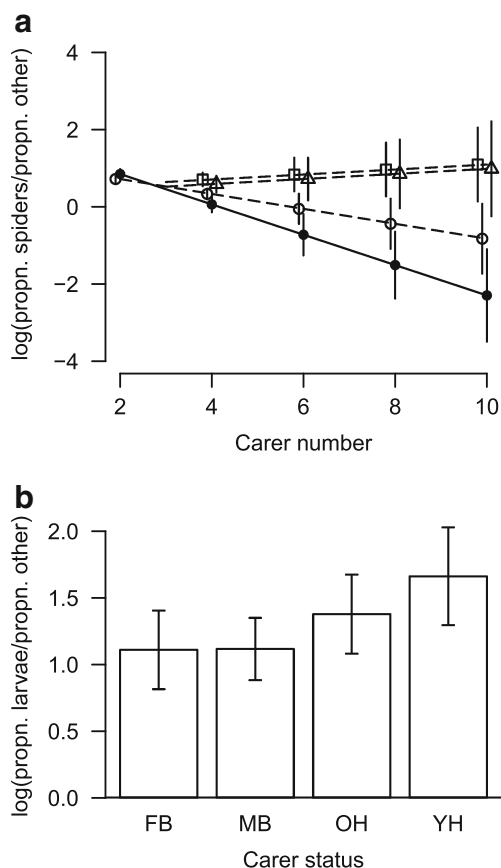 a
log(propn. spiders/propn. other)
4
2
0
−2
−4
2 4 6 8 10
Carer number
b
log(propn. larvae/propn. other)
2.0
1.5
1.0
0.5
0.0
FB MB OH YH
Carer status